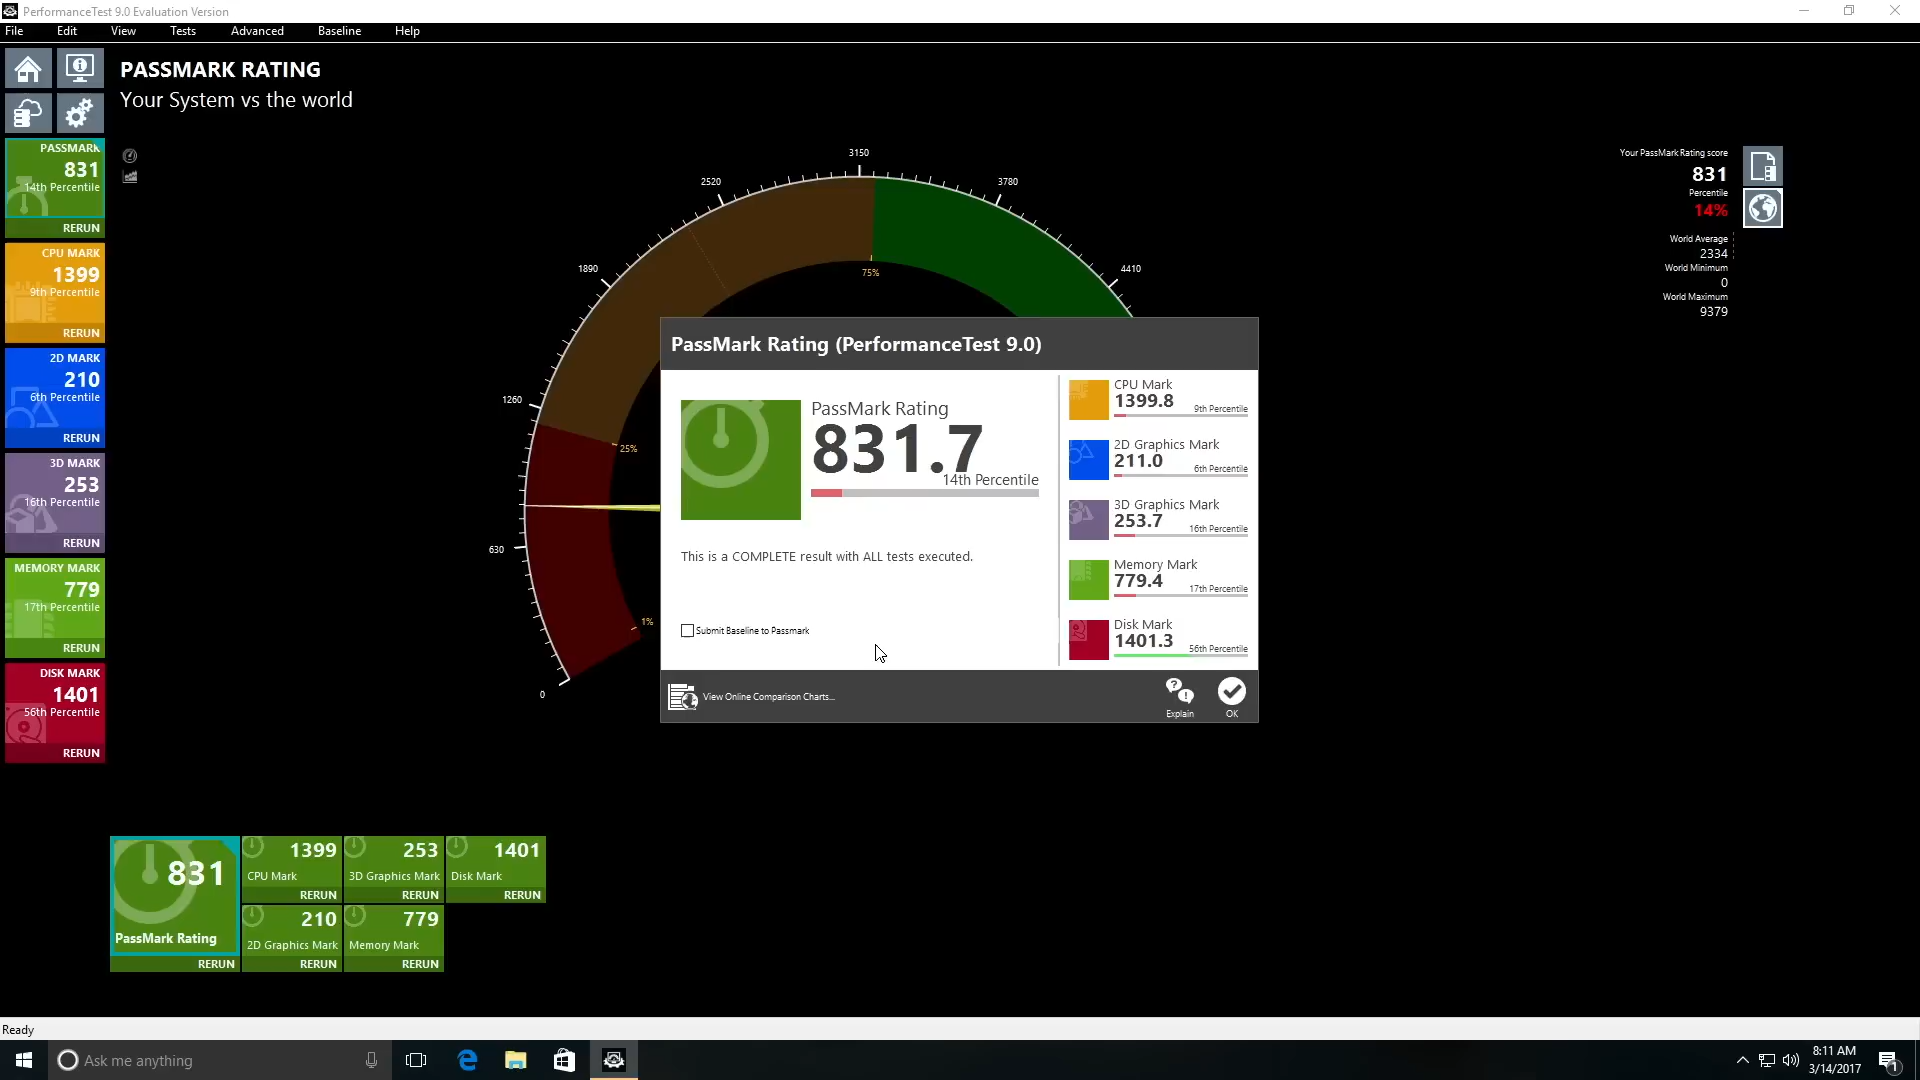 PerformanceTest 9.0 Evaluation Version
File Edit View Tests Advanced Baseline Help
PASSMARK RATING
Your System vs the world
PASSMARK
831
14th Percentile
RERUN
CPU MARK
1399
9th Percentile
RERUN
2D MARK
210
6th Percentile
RERUN
3D MARK
253
16th Percentile
RERUN
MEMORY MARK
779
17th Percentile
RERUN
DISK MARK
1401
56th Percentile
RERUN
0
630
1260
1890
2520
3150
3780
4410
1%
25%
75%
Your PassMark Rating score
831
Percentile
14%
World Average
2334
World Minimum
0
World Maximum
9379
PassMark Rating (PerformanceTest 9.0)
PassMark Rating
831.7
14th Percentile
This is a COMPLETE result with ALL tests executed.
Submit Baseline to Passmark
CPU Mark
1399.8
9th Percentile
2D Graphics Mark
211.0
6th Percentile
3D Graphics Mark
253.7
16th Percentile
Memory Mark
779.4
17th Percentile
Disk Mark
1401.3
56th Percentile
View Online Comparison Charts...
Explain
OK
831
PassMark Rating
RERUN
1399
CPU Mark
RERUN
253
3D Graphics Mark
RERUN
1401
Disk Mark
RERUN
210
2D Graphics Mark
RERUN
779
Memory Mark
RERUN
Ready
Ask me anything
8:11 AM
3/14/2017
1